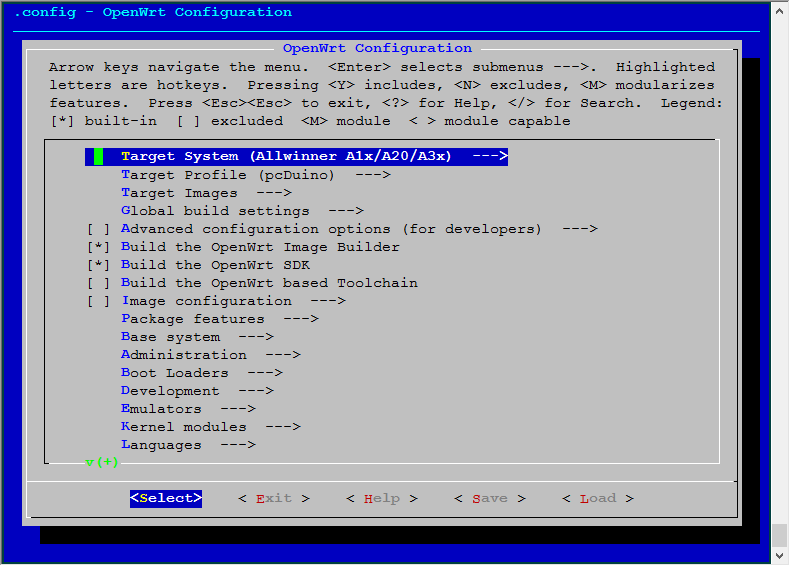 .config - OpenWrt Configuration
OpenWrt Configuration
Arrow keys navigate the menu.  <Enter> selects submenus --->.  Highlighted
letters are hotkeys.  Pressing <Y> includes, <N> excludes, <M> modularizes
features.  Press <Esc><Esc> to exit, <?> for Help, </> for Search.  Legend:
[*] built-in  [ ] excluded  <M> module  < > module capable
Target System (Allwinner A1x/A20/A3x)  --->
Target Profile (pcDuino)  --->
Target Images  --->
Global build settings  --->
[ ] Advanced configuration options (for developers)  --->
[*] Build the OpenWrt Image Builder
[*] Build the OpenWrt SDK
[ ] Build the OpenWrt based Toolchain
[ ] Image configuration  --->
Package features  --->
Base system  --->
Administration  --->
Boot Loaders  --->
Development  --->
Emulators  --->
Kernel modules  --->
Languages  --->
v(+)
<Select>    < Exit >    < Help >    < Save >    < Load >